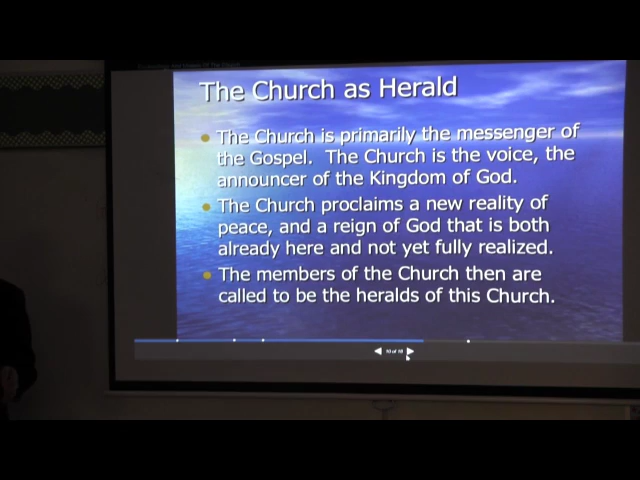 The Church as Herald
The Church is primarily the messenger of
the Gospel. The Church is the voice, the
announcer of the Kingdom of God.
The Church proclaims a new reality of
peace, and a reign of God that is both
already here and not yet fully realized.
The members of the Church then are
called to be the heralds of this Church.